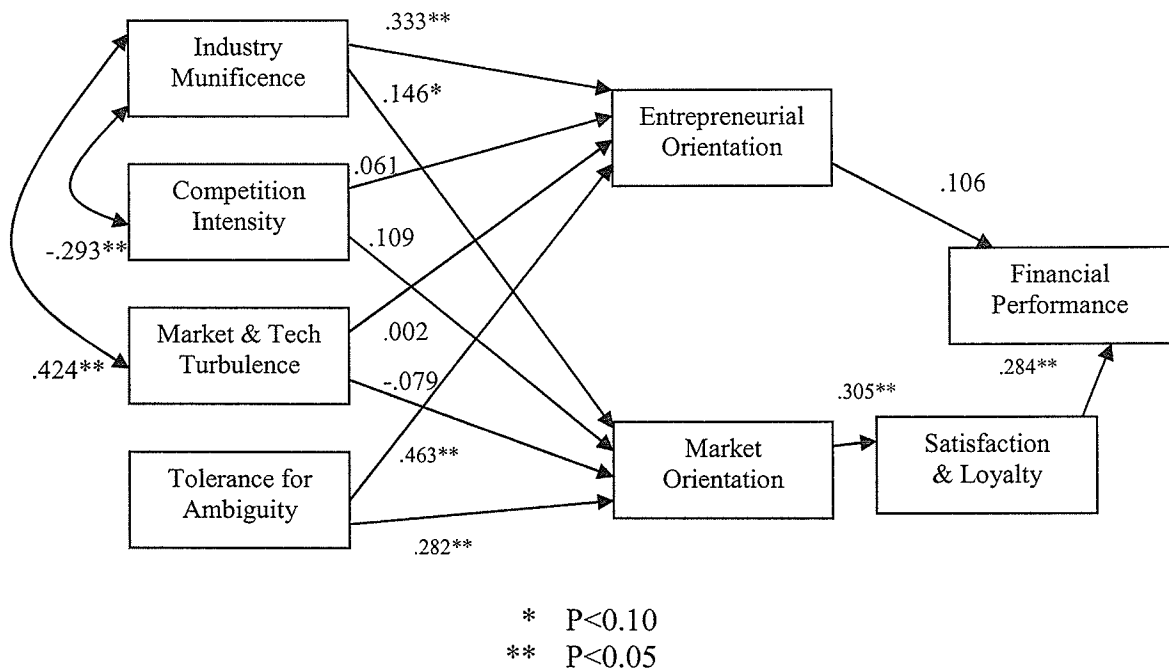 .333**
Industry
Munificence
.146*
Entrepreneurial
Orientation
.061
Competition
Intensity
.106
-.293**
.109
Financial
Performance
Market & Tech
Turbulence
.002
.424**
-.079
.284**
.305**
Market
Orientation
Satisfaction
& Loyalty
.463**
Tolerance for
Ambiguity
.282**
* P<0.10
** P<0.05